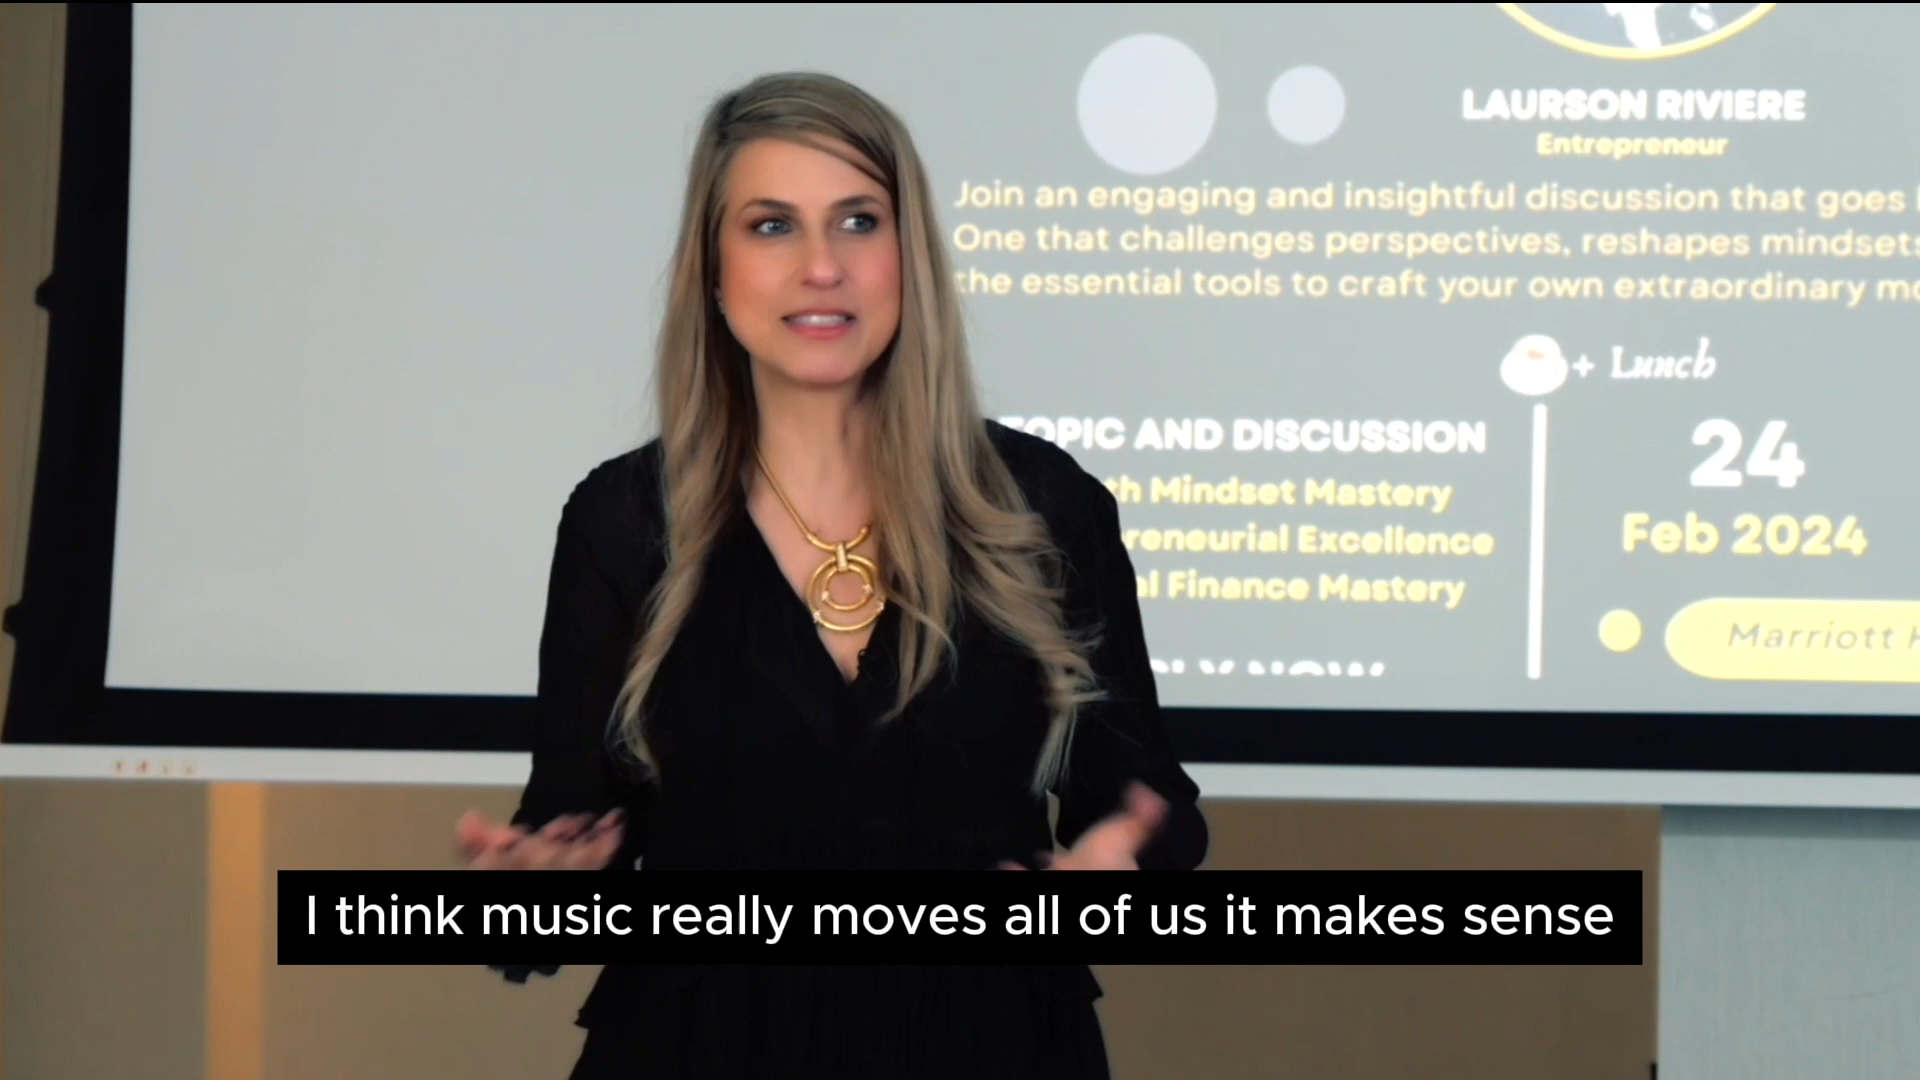 LAURSON RIVIERE
Entrepreneur
Join an engaging and insightful discussion that goes
One that challenges perspectives, reshapes mindsets
the essential tools to craft your own extraordinary
+ Lunch
TOPIC AND DISCUSSION
Mindset Mastery
Excellence
Finance Mastery
24
Feb 2024
Marriott
NOW
I think music really moves all of us it makes sense